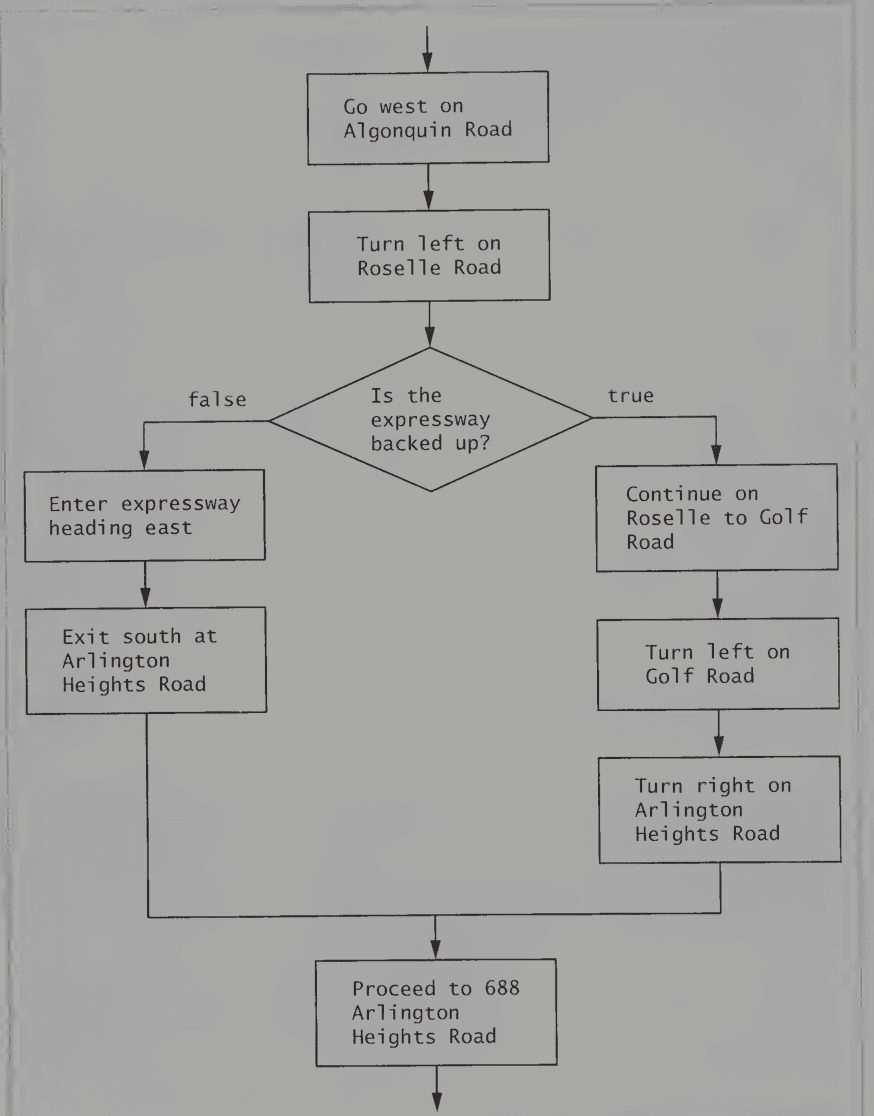 Go west on
Algonquin Road
Turn left on
Roselle Road
Is the
expressway
backed up?
false
true
Enter expressway
heading east
Exit south at
Arlington
Heights Road
Continue on
Roselle to Golf
Road
Turn left on
Golf Road
Turn right on
Arlington
Heights Road
Proceed to 688
Arlington
Heights Road